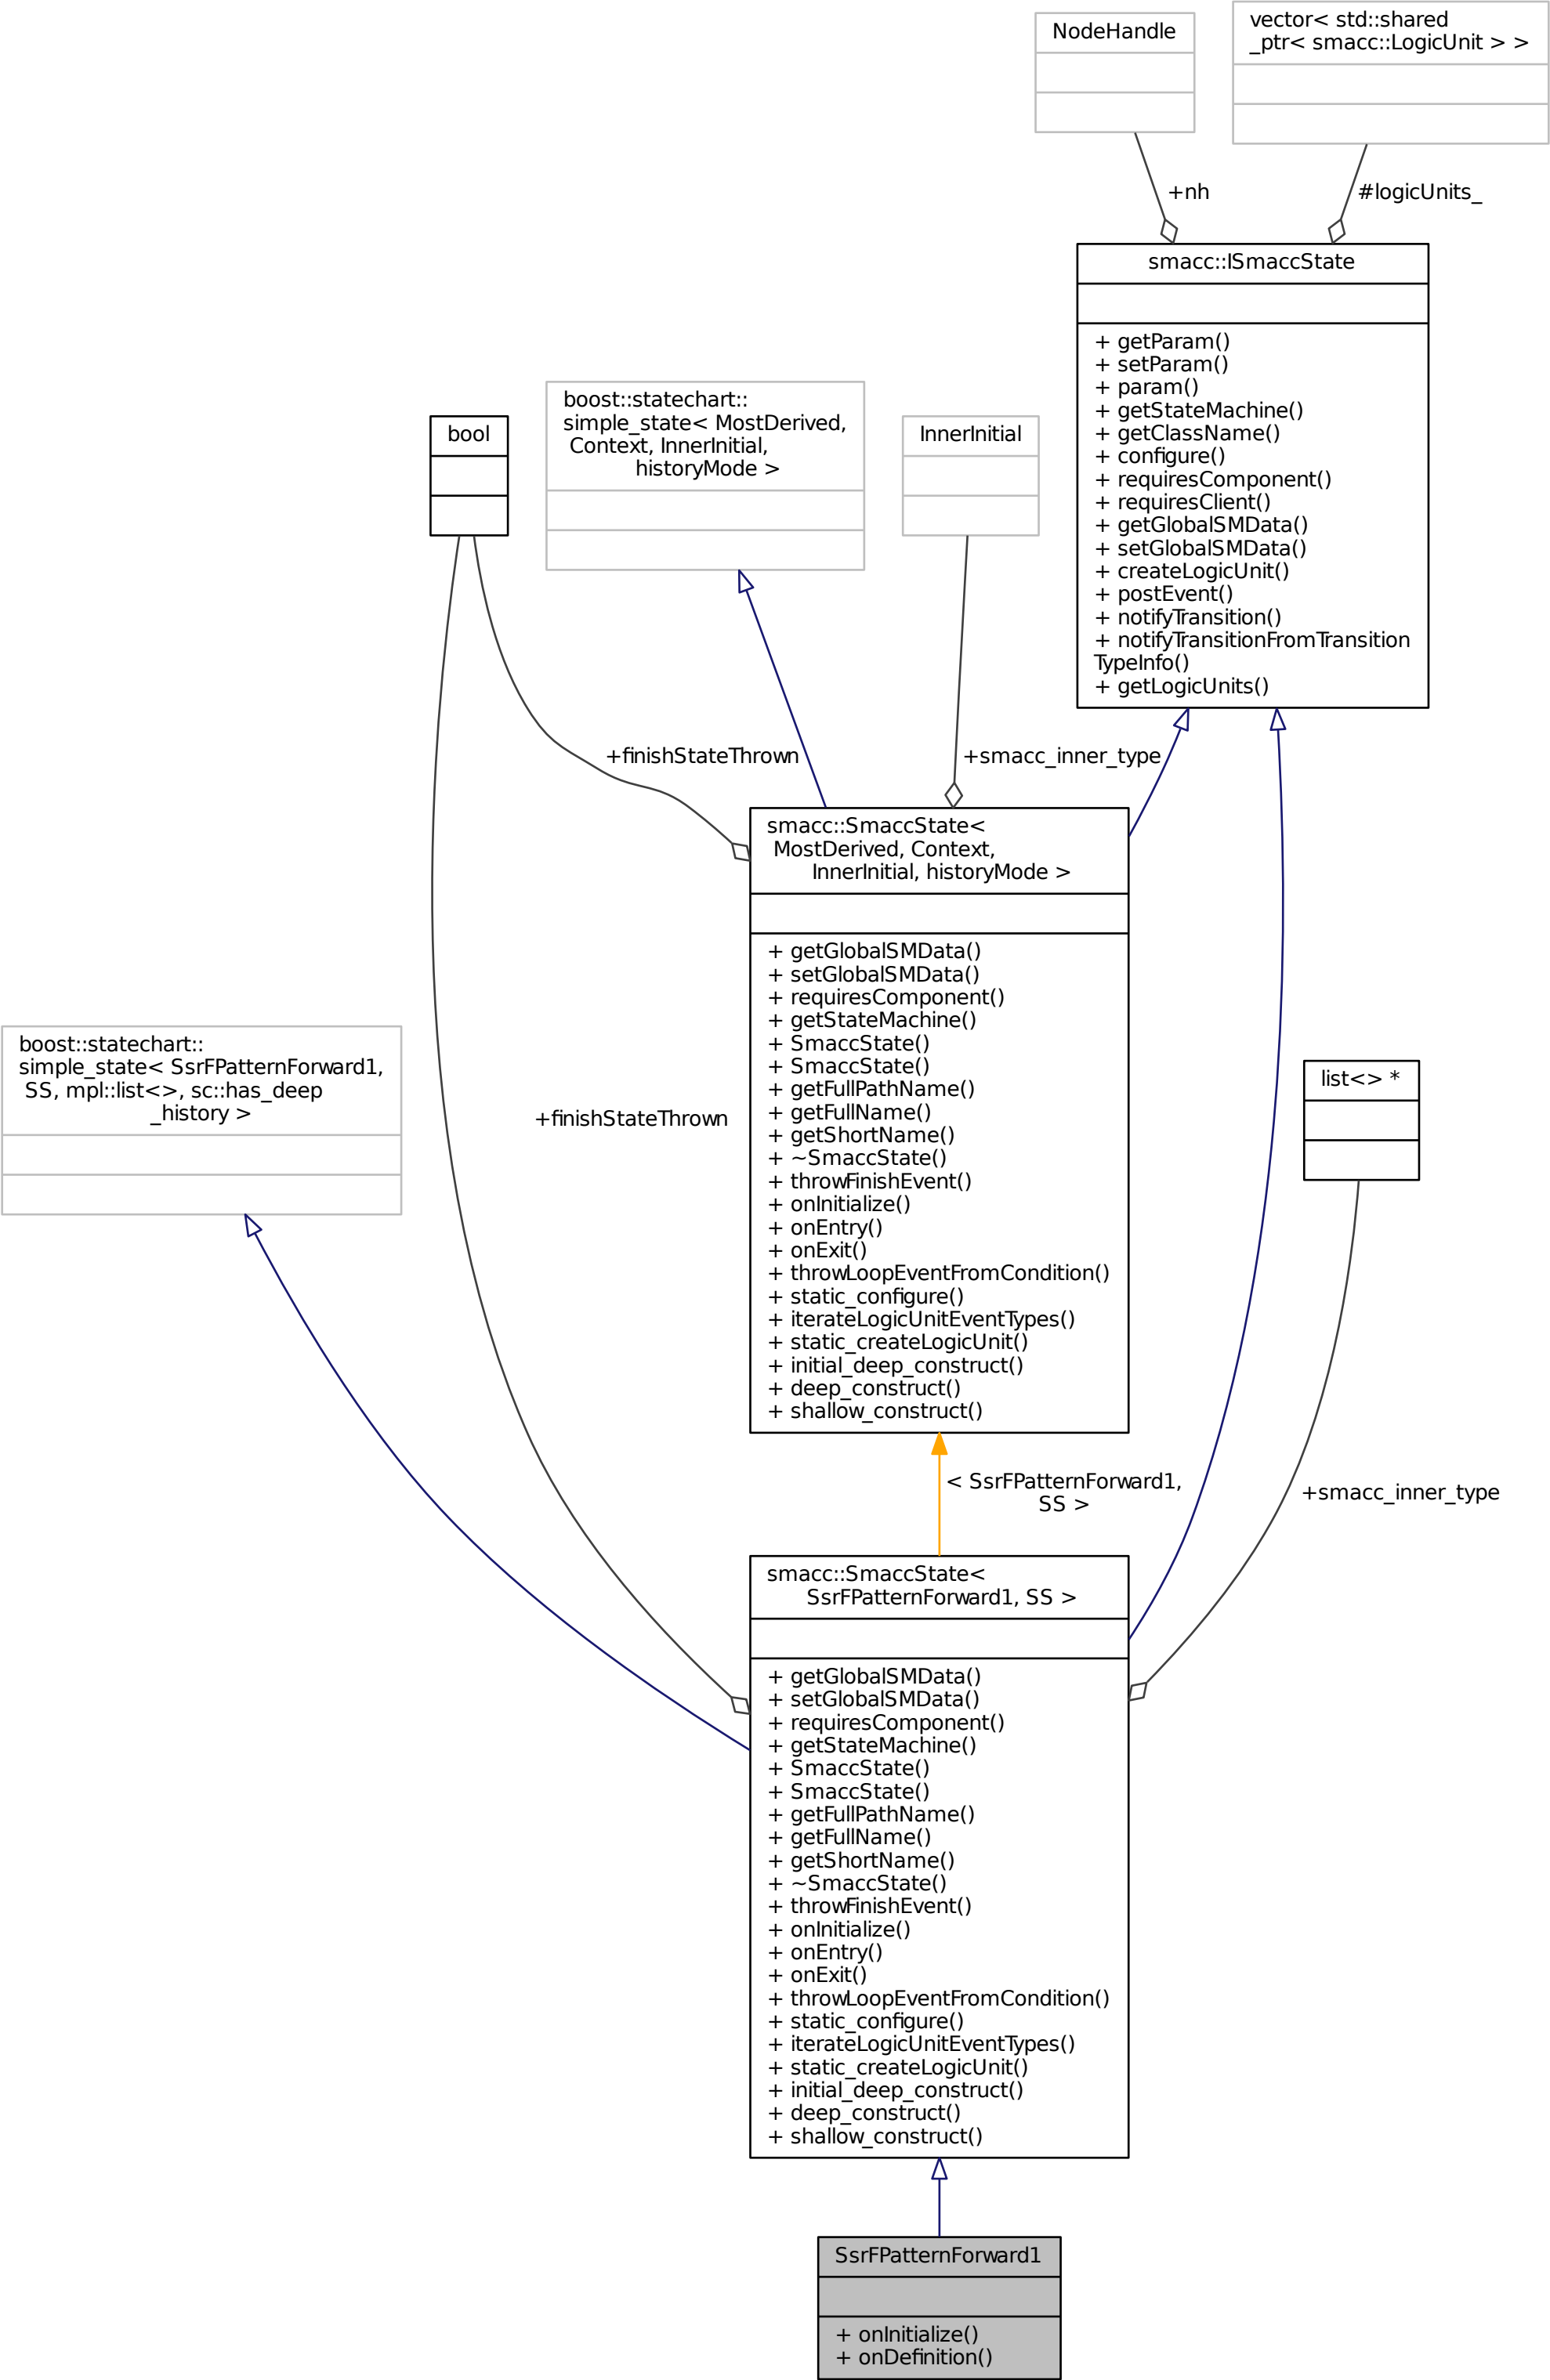 NodeHandle
vector< std::shared
_ptr< smacc::LogicUnit > >
+nh
#logicUnits_
smacc::ISmaccState
+ getParam()
+ setParam()
+ param()
+ getStateMachine()
+ getClassName()
+ configure()
+ requiresComponent()
+ requiresClient()
+ getGlobalSMData()
+ setGlobalSMData()
+ createLogicUnit()
+ postEvent()
+ notifyTransition()
+ notifyTransitionFromTransition
TypeInfo()
+ getLogicUnits()
bool
boost::statechart::
simple_state< MostDerived,
Context, InnerInitial,
historyMode >
InnerInitial
+finishStateThrown
+smacc_inner_type
smacc::SmaccState<
MostDerived, Context,
InnerInitial, historyMode >
+ getGlobalSMData()
+ setGlobalSMData()
+ requiresComponent()
+ getStateMachine()
+ SmaccState()
+ SmaccState()
+ getFullPathName()
+ getFullName()
+ getShortName()
+ ~SmaccState()
+ throwFinishEvent()
+ onInitialize()
+ onEntry()
+ onExit()
+ throwLoopEventFromCondition()
+ static_configure()
+ iterateLogicUnitEventTypes()
+ static_createLogicUnit()
+ initial_deep_construct()
+ deep_construct()
+ shallow_construct()
boost::statechart::
simple_state< SsrFPatternForward1,
SS, mpl::list<>, sc::has_deep
_history >
+finishStateThrown
list<> *
< SsrFPatternForward1,
SS >
+smacc_inner_type
smacc::SmaccState<
SsrFPatternForward1, SS >
+ getGlobalSMData()
+ setGlobalSMData()
+ requiresComponent()
+ getStateMachine()
+ SmaccState()
+ SmaccState()
+ getFullPathName()
+ getFullName()
+ getShortName()
+ ~SmaccState()
+ throwFinishEvent()
+ onInitialize()
+ onEntry()
+ onExit()
+ throwLoopEventFromCondition()
+ static_configure()
+ iterateLogicUnitEventTypes()
+ static_createLogicUnit()
+ initial_deep_construct()
+ deep_construct()
+ shallow_construct()
SsrFPatternForward1
+ onInitialize()
+ onDefinition()